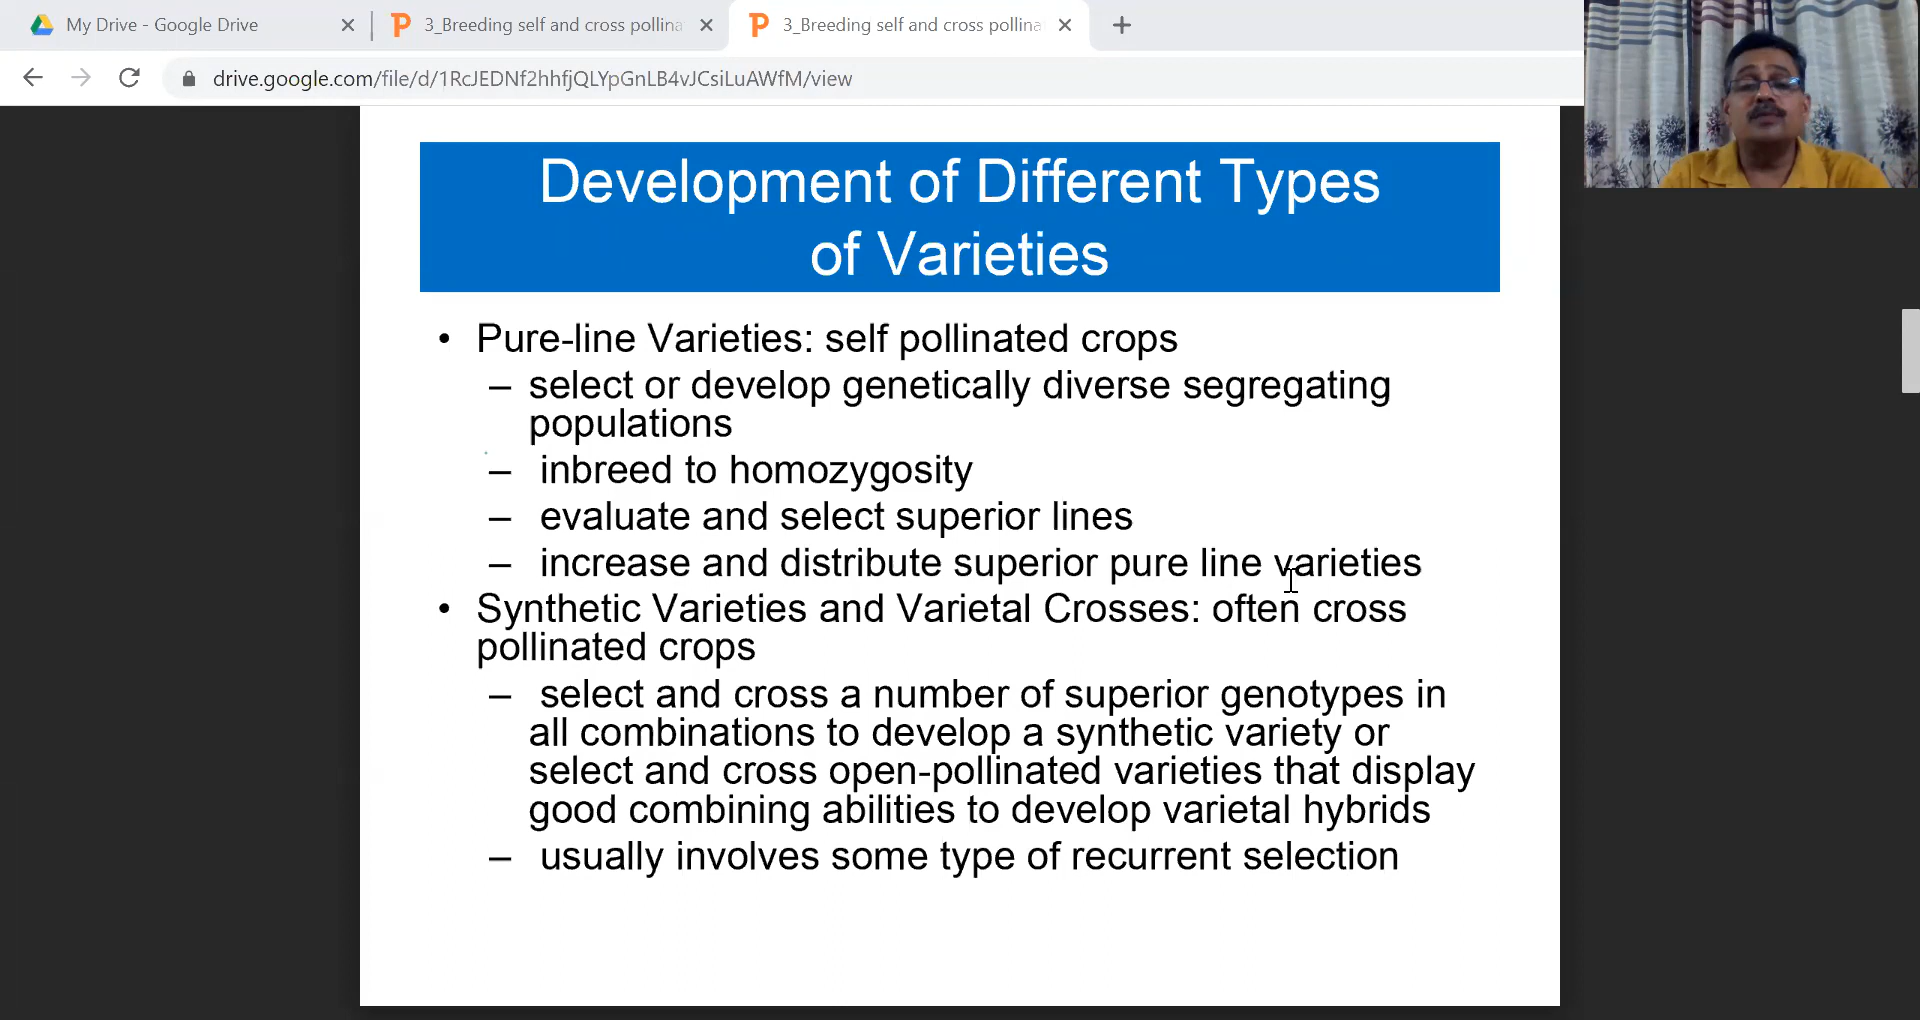 My Drive - Google Drive
3_Breeding self and cross pollina
3_Breeding self and cross pollina
drive.google.com/file/d/1RcJEDNf2hhfjQLYpGnLB4vJCsiLuAWfM/view
Development of Different Types
of Varieties
• Pure-line Varieties: self pollinated crops
– select or develop genetically diverse segregating
populations
– inbreed to homozygosity
– evaluate and select superior lines
– increase and distribute superior pure line varieties
• Synthetic Varieties and Varietal Crosses: often cross
pollinated crops
– select and cross a number of superior genotypes in
all combinations to develop a synthetic variety or
select and cross open-pollinated varieties that display
good combining abilities to develop varietal hybrids
– usually involves some type of recurrent selection